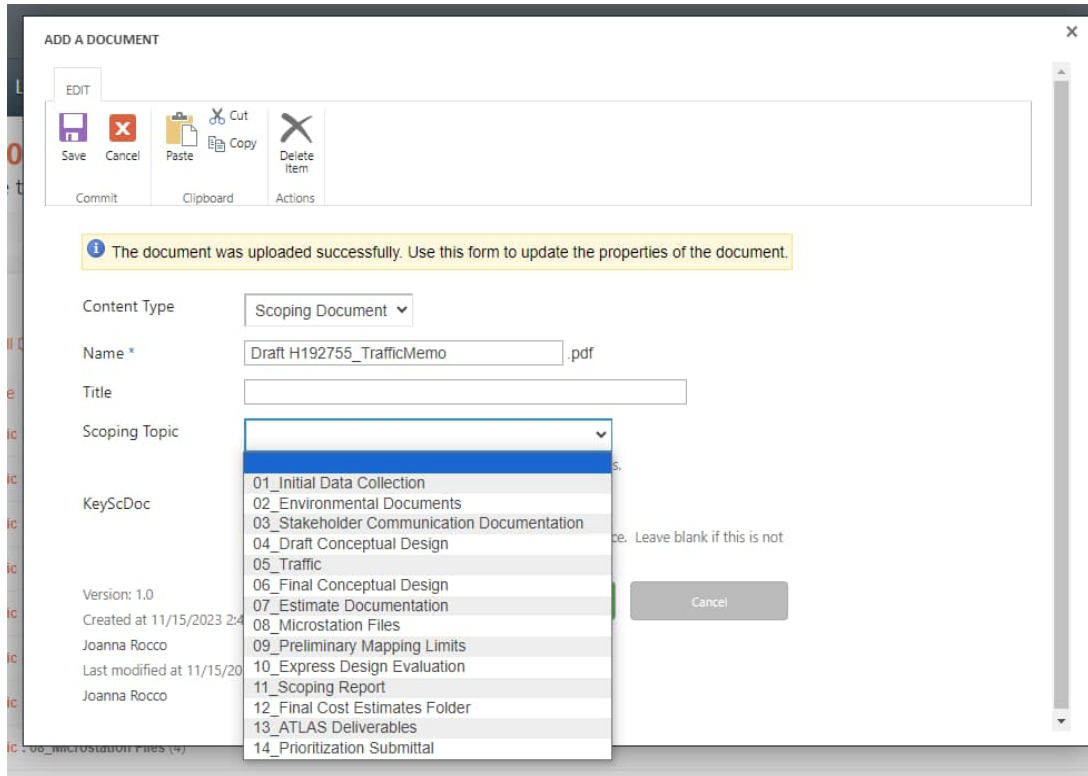 ADD A DOCUMENT
EDIT
Save
Cancel
Paste
Cut
Copy
Delete
Item
Commit
Clipboard
Actions
The document was uploaded successfully. Use this form to update the properties of the document.
Content Type
Scoping Document
Name *
Draft H192755_TrafficMemo
.pdf
Title
Scoping Topic
01_Initial Data Collection
02_Environmental Documents
03_Stakeholder Communication Documentation
04_Draft Conceptual Design
05_Traffic
06_Final Conceptual Design
07_Estimate Documentation
08_Microstation Files
09_Preliminary Mapping Limits
10_Express Design Evaluation
11_Scoping Report
12_Final Cost Estimates Folder
13_ATLAS Deliverables
14_Prioritization Submittal
KeyScDoc
Leave blank if this is not
Cancel
Version: 1.0
Created at 11/15/2023 2:4
Joanna Rocco
Last modified at 11/15/20
Joanna Rocco
08_Microstation Files (4)